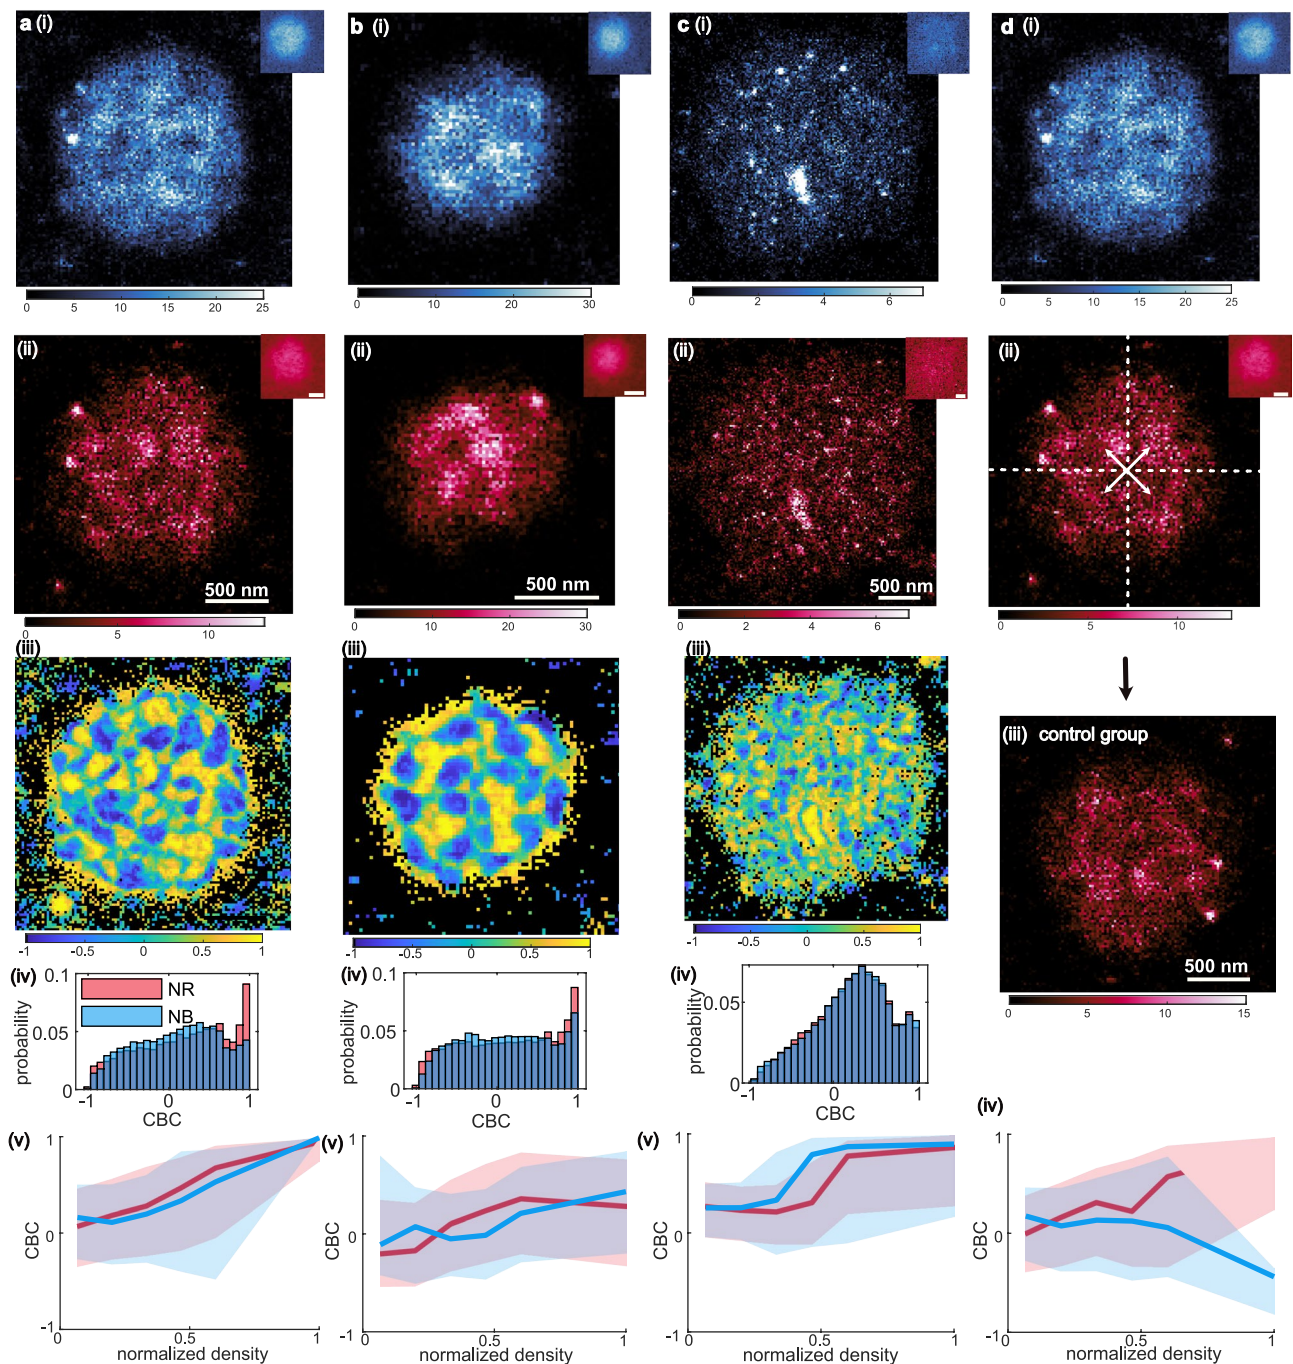 a (i)
b (i)
c (i)
d (i)
0 5 10 15 20 25
0 10 20 30
0 2 4 6
0 5 10 15 20 25
(ii)
(ii)
(ii)
(ii)
500 nm
500 nm
500 nm
0 5 10
0 10 20 30
0 2 4 6
0 5 10
(iii)
(iii)
(iii)
(iii) control group
-1 -0.5 0 0.5 1
-1 -0.5 0 0.5 1
-1 -0.5 0 0.5 1
500 nm
0 5 10 15
(iv)
0.1
0.05
0
probability
NR
NB
-1 0 1
CBC
(iv)
0.1
0.05
0
probability
-1 0 1
CBC
(iv)
0.05
0
probability
-1 0 1
CBC
(iv)
(v)
1
0
-1
CBC
0 0.5 1
normalized density
(v)
1
0
-1
CBC
0 0.5 1
normalized density
(v)
1
0
-1
CBC
0 0.5 1
normalized density
1
0
-1
CBC
0 0.5 1
normalized density